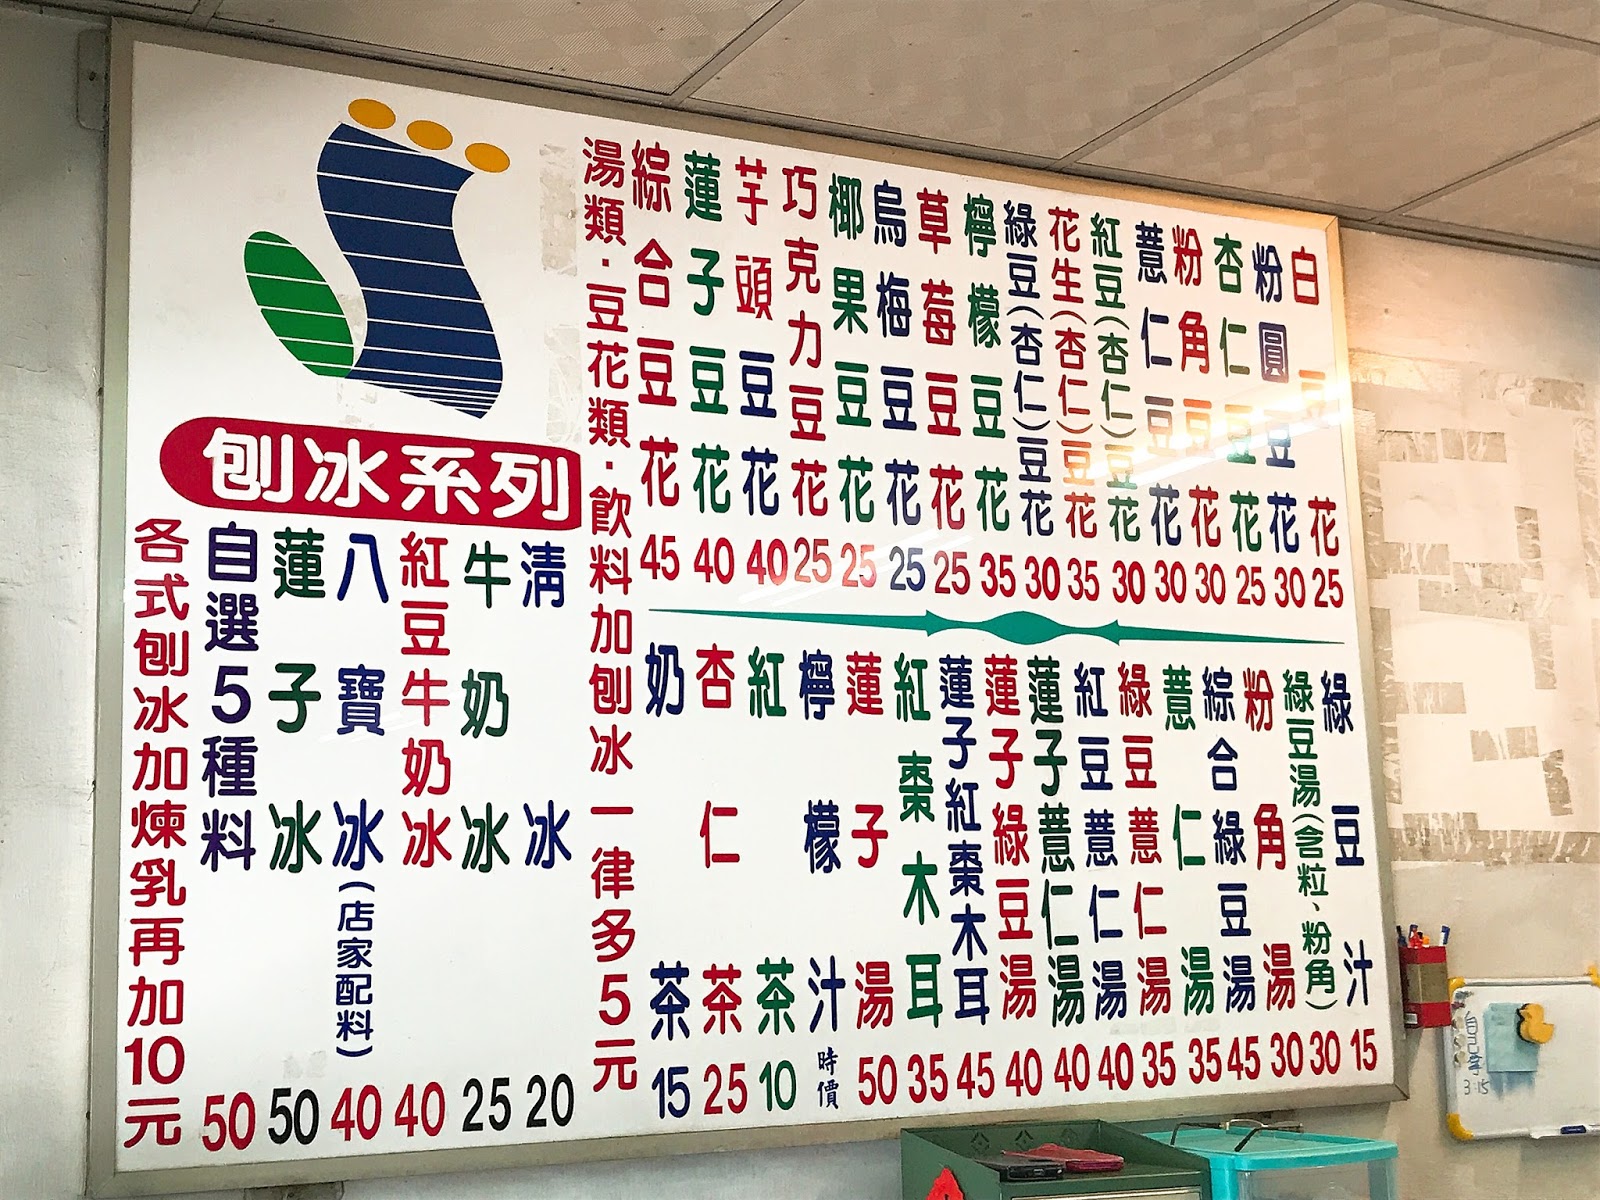 白豆花 25
粉圓豆花 30
杏仁豆花 25
粉角豆花 30
薏仁豆花 30
紅豆(杏仁)豆花 30
花生(杏仁)豆花 35
綠豆(杏仁)豆花 30
檸檬豆花 35
草莓豆花 25
烏梅豆花 25
椰果豆花 25
巧克力豆花 25
芋頭豆花 40
蓮子豆花 40
綜合豆花 45
綠豆汁 15
綠豆湯(含粒、粉角) 30
粉角湯 30
綜合綠豆湯 45
薏仁湯 35
綠豆薏仁湯 35
紅豆薏仁湯 40
蓮子薏仁湯 40
蓮子綠豆湯 40
蓮子紅棗木耳 45
紅棗木耳 35
蓮子湯 50
檸檬汁 時價
紅茶 10
杏仁茶 25
奶茶 15
湯類·豆花類·飲料加刨冰一律多5元
刨冰系列
清冰 20
牛奶冰 25
紅豆牛奶冰 40
八寶冰(店家配料) 40
蓮子冰 50
自選5種料 50
各式刨冰加煉乳再加10元
3:15